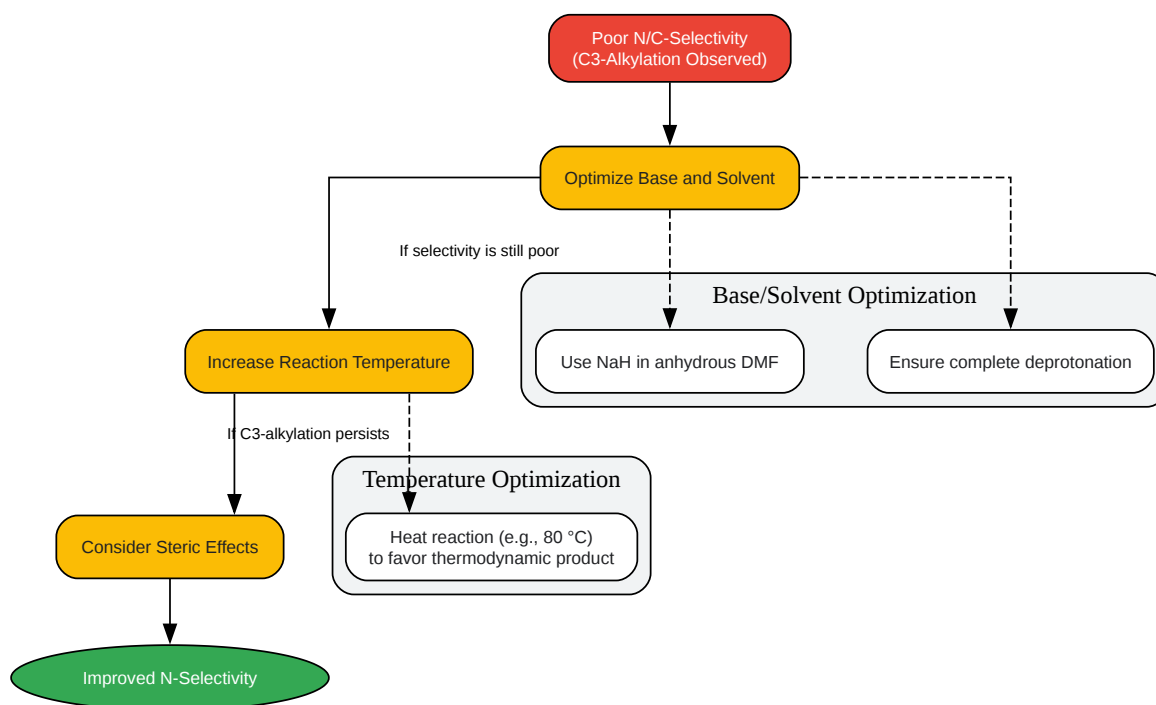 Poor N/C-Selectivity
(C3-Alkylation Observed)
Optimize Base and Solvent
If selectivity is still poor
Base/Solvent Optimization
Increase Reaction Temperature
Use NaH in anhydrous DMF
Ensure complete deprotonation
If C3-alkylation persists
Temperature Optimization
Consider Steric Effects
Heat reaction (e.g., 80 °C)
to favor thermodynamic product
Improved N-Selectivity